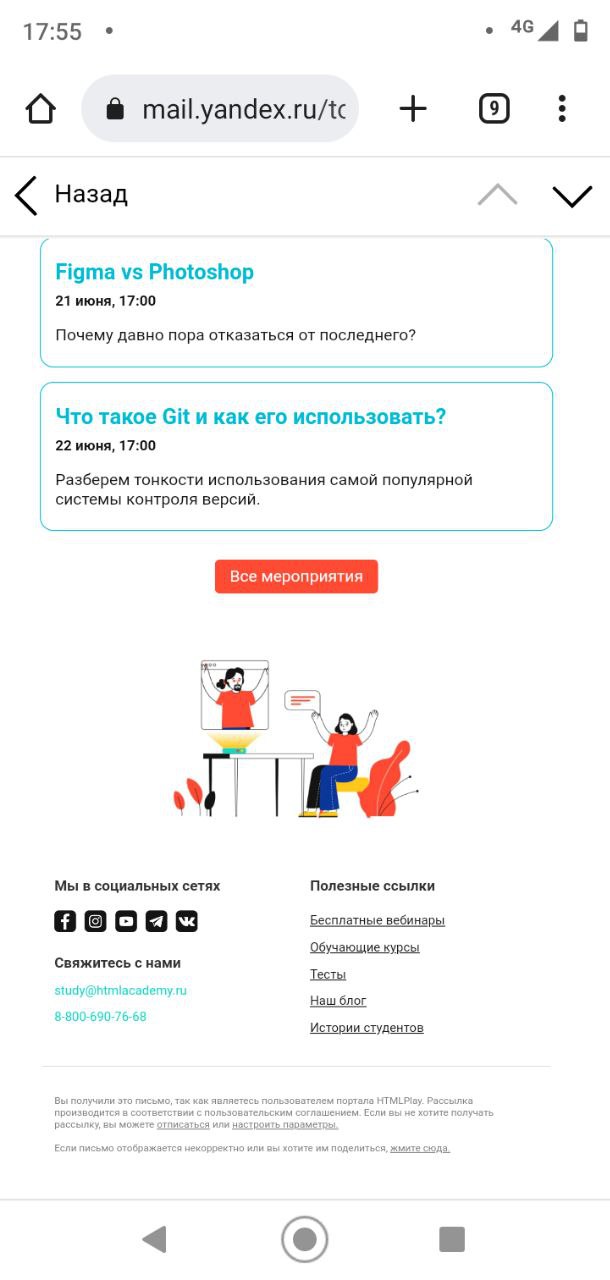 17:55
4G
mail.yandex.ru/to
9
Назад
Figma vs Photoshop
21 июня, 17:00
Почему давно пора отказаться от последнего?
Что такое Git и как его использовать?
22 июня, 17:00
Разберем тонкости использования самой популярной
системы контроля версий.
Все мероприятия
Мы в социальных сетях
Свяжитесь с нами
study@htmlacademy.ru
8-800-690-76-68
Полезные ссылки
Бесплатные вебинары
Обучающие курсы
Тесты
Наш блог
Истории студентов
Вы получили это письмо, так как являетесь пользователем портала HTMLPlay. Рассылка
производится в соответствии с пользовательским соглашением. Если вы не хотите получать
рассылку, вы можете отписаться или настроить параметры.
Если письмо отображается некорректно или вы хотите им поделиться, жмите сюда.